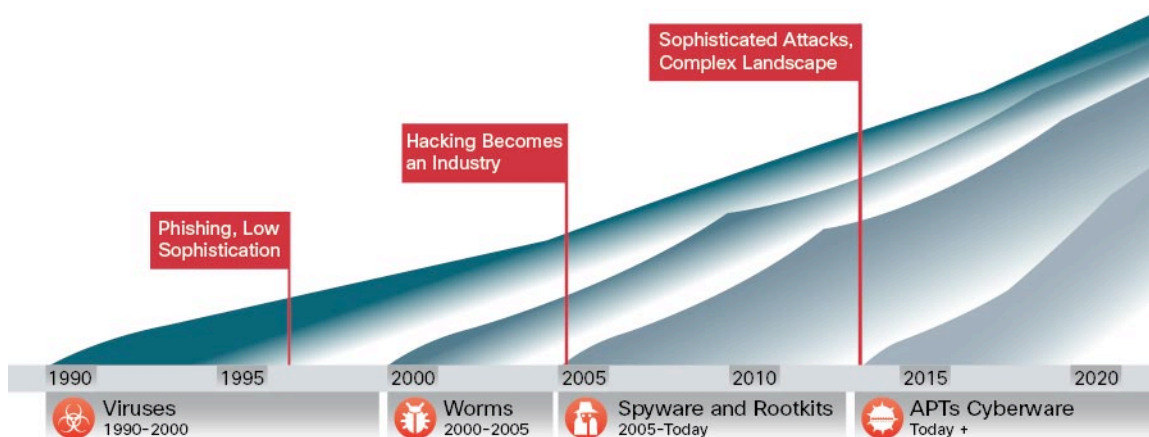 Sophisticated Attacks,
Complex Landscape
Hacking Becomes
an Industry
Phishing, Low
Sophistication
1990
1995
2000
2005
2010
2015
2020
Viruses
1990-2000
Worms
2000-2005
Spyware and Rootkits
2005-Today
APTs Cyberware
Today +